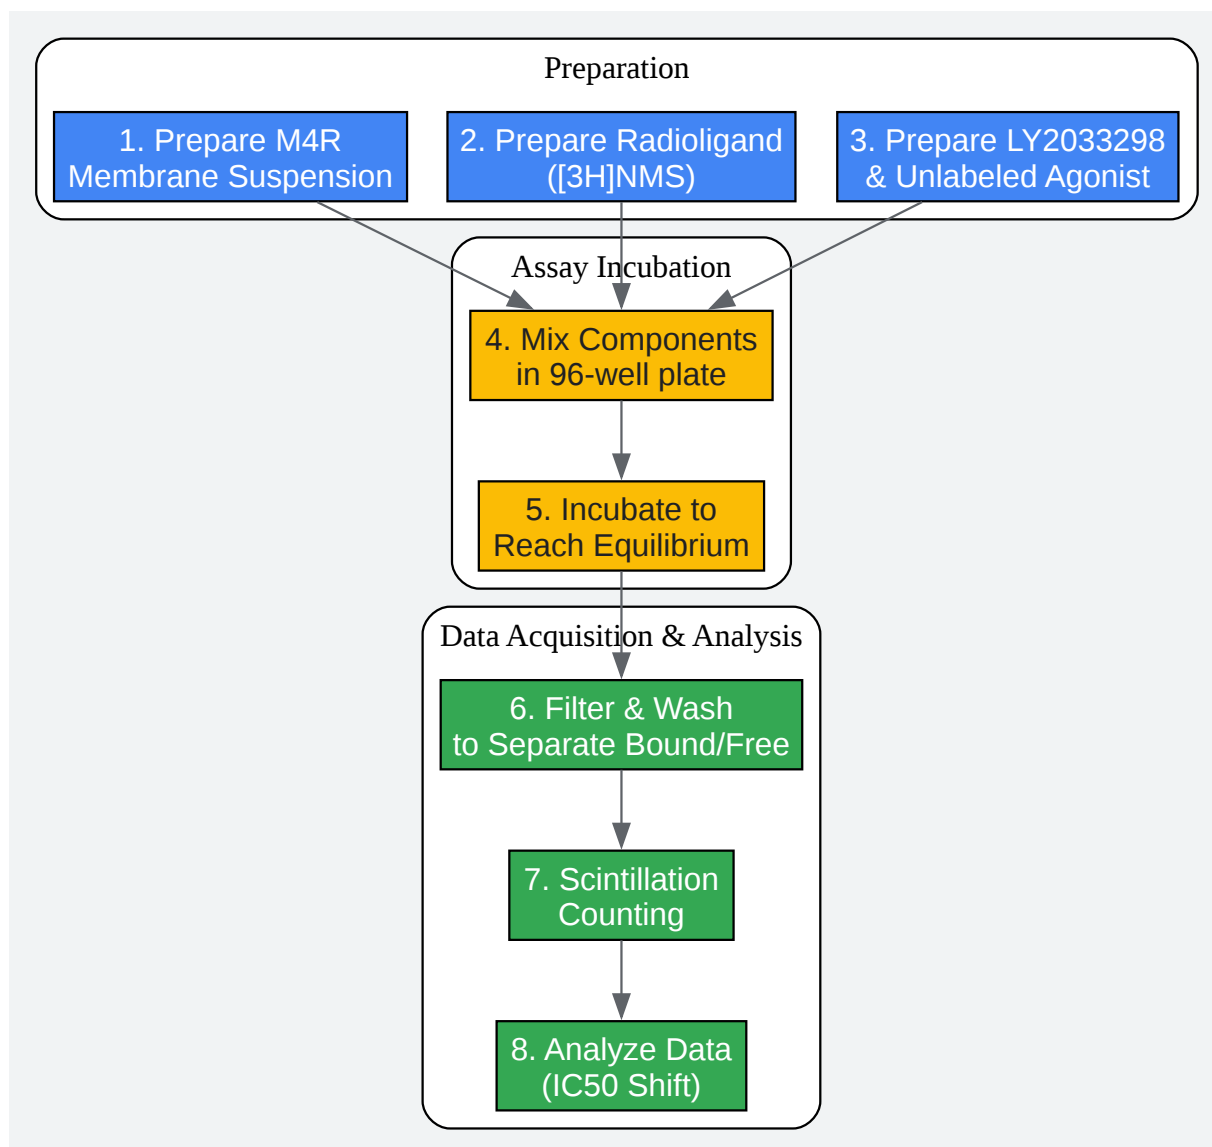 Preparation
1. Prepare M4R
Membrane Suspension
2. Prepare Radioligand
([3H]NMS)
3. Prepare LY2033298
& Unlabeled Agonist
Assay Incubation
4. Mix Components
in 96-well plate
5. Incubate to
Reach Equilibrium
Data Acquisition & Analysis
6. Filter & Wash
to Separate Bound/Free
7. Scintillation
Counting
8. Analyze Data
(IC50 Shift)